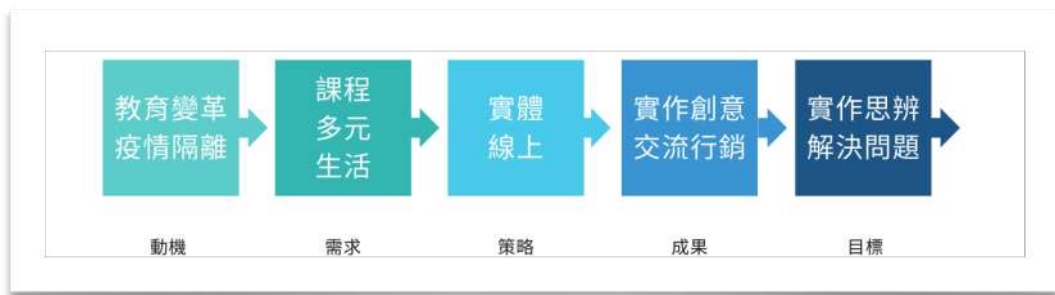 教育變革
疫情隔離
課程
多元
生活
實體
線上
實作創意
交流行銷
實作思辨
解決問題
動機
需求
策略
成果
目標